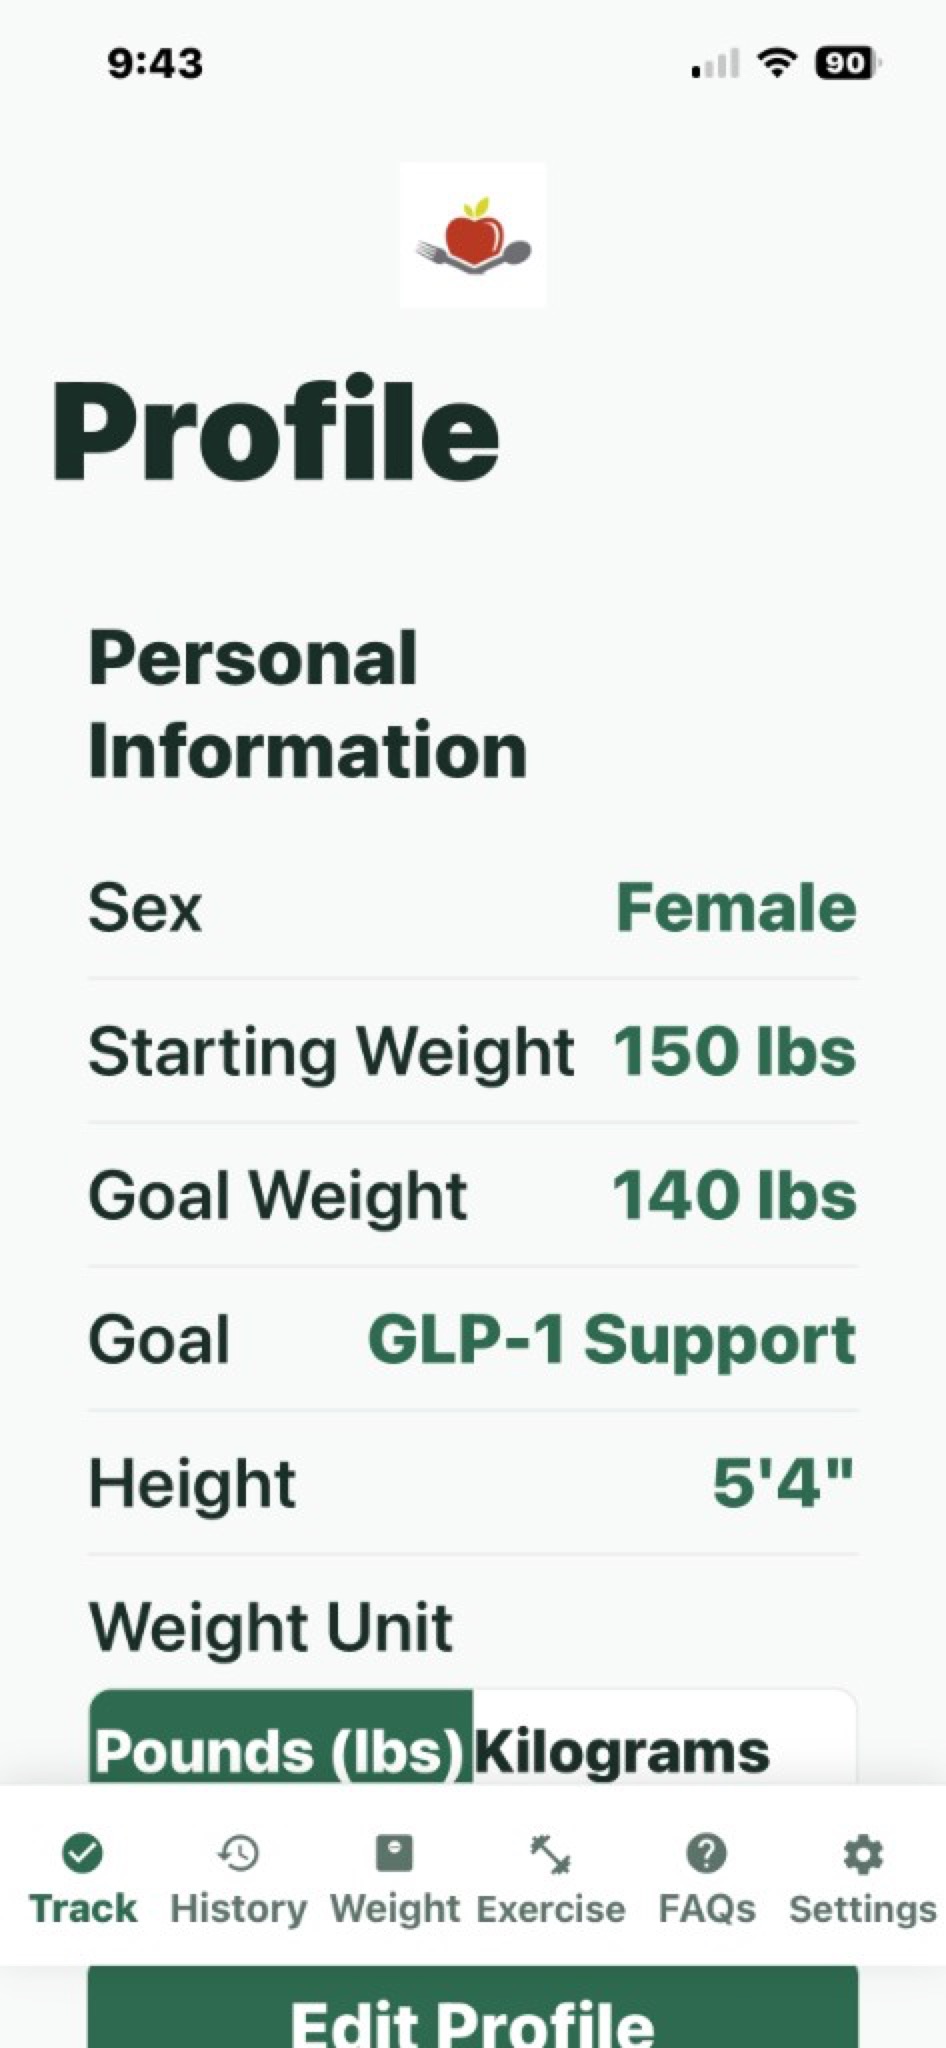 9:43
90
Profile
Personal
Information
Sex Female
Starting Weight 150 lbs
Goal Weight 140 lbs
Goal GLP-1 Support
Height 5'4"
Weight Unit
Pounds (lbs) Kilograms
Track History Weight Exercise FAQs Settings
Edit Profile